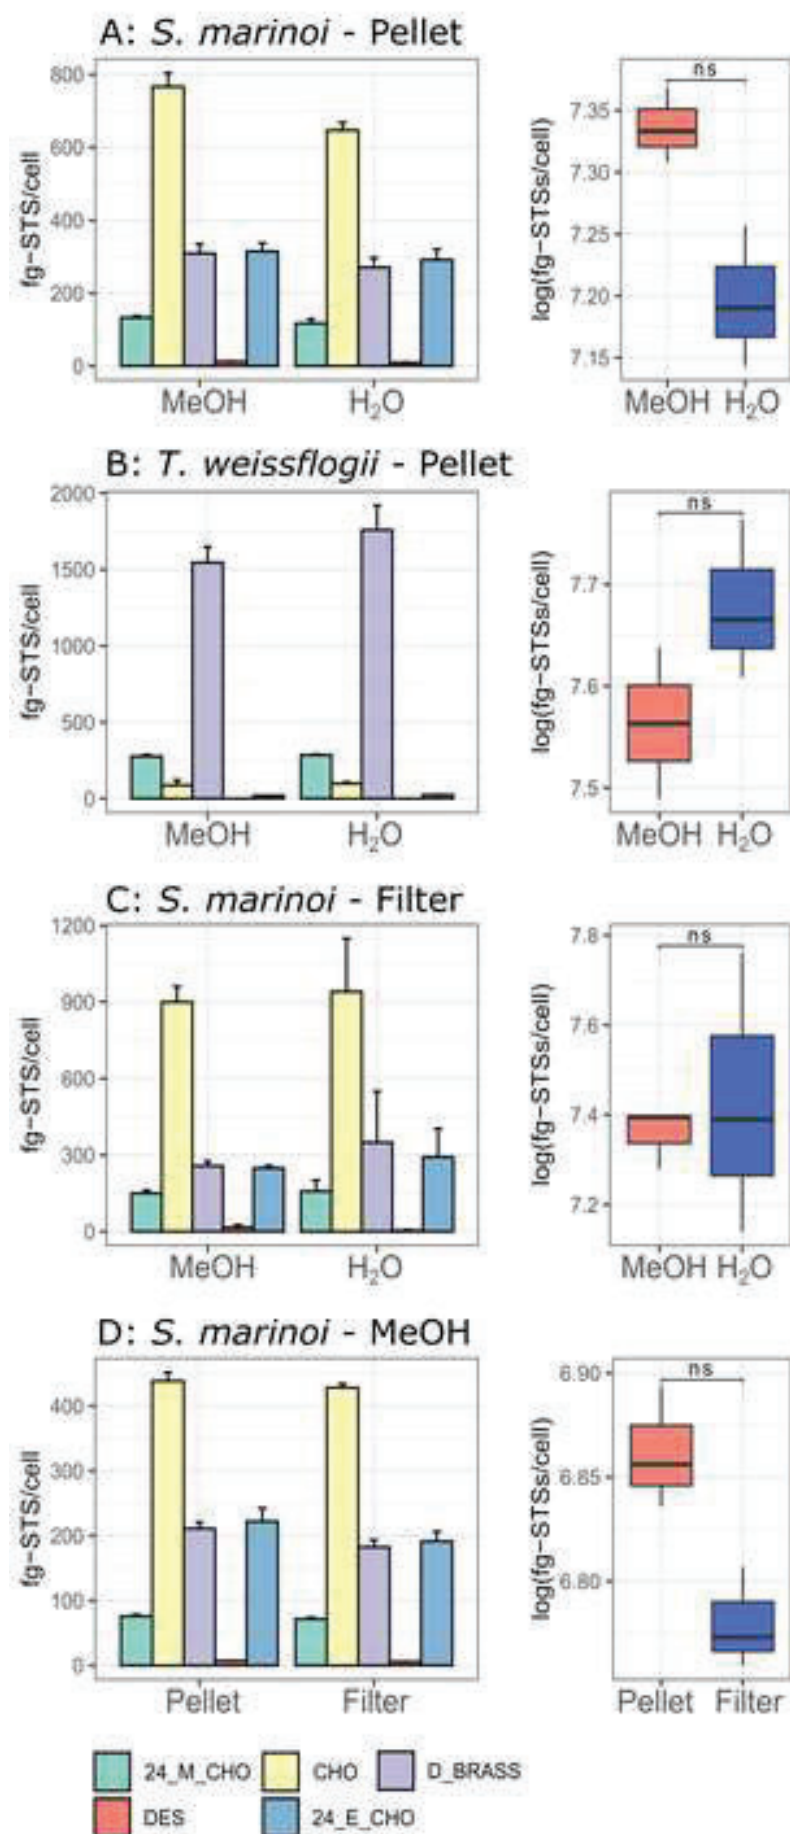 A: S. marinoi - Pellet
fg-STS/cell
800
600
400
200
0
MeOH H₂O
log(fg-STSs/cell)
ns
7.35
7.30
7.25
7.20
7.15
MeOH H₂O
B: T. weissflogii - Pellet
fg-STS/cell
2000
1500
1000
500
0
MeOH H₂O
log(fg-STSs/cell)
ns
7.7
7.6
7.5
MeOH H₂O
C: S. marinoi - Filter
fg-STS/cell
1200
900
600
300
0
MeOH H₂O
log(fg-STSs/cell)
ns
7.8
7.6
7.4
7.2
MeOH H₂O
D: S. marinoi - MeOH
fg-STS/cell
400
300
200
100
0
Pellet Filter
log(fg-STSs/cell)
ns
6.90
6.85
6.80
Pellet Filter
24_M_CHO CHO D_BRASS
DES 24_E_CHO